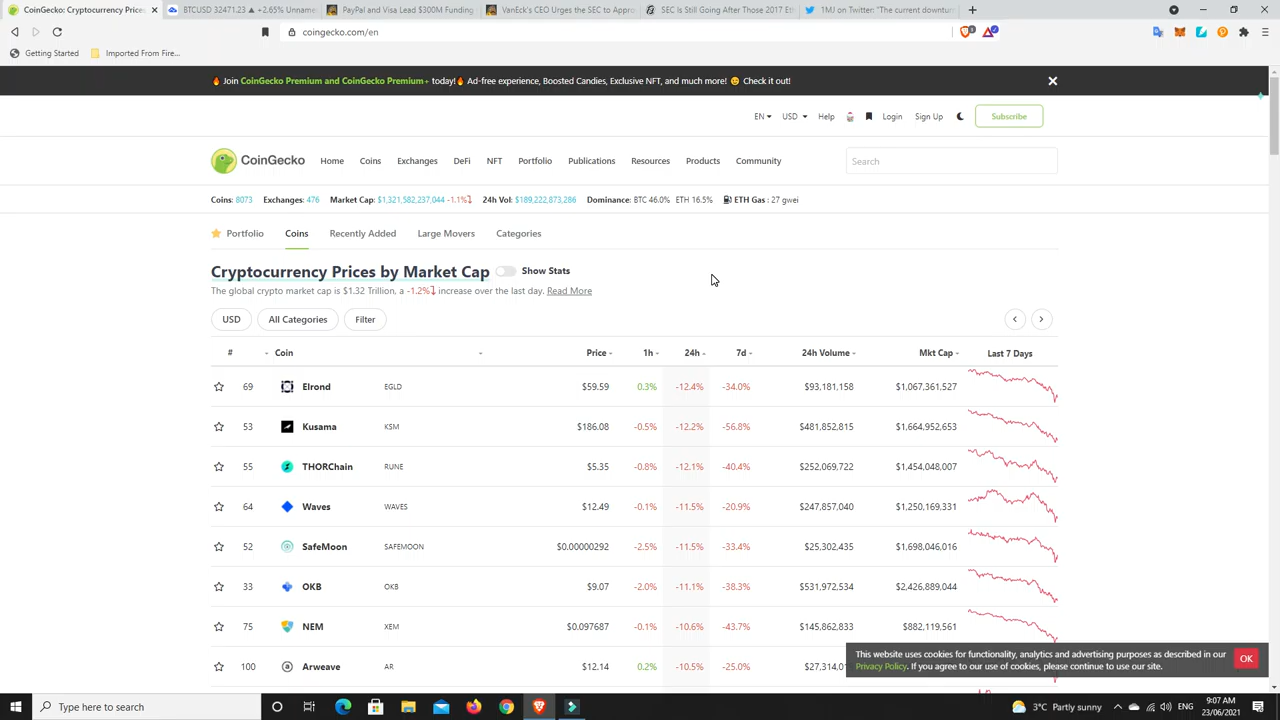 CoinGecko: Cryptocurrency Prices
BTCUSD 32471.23 ▲ +2.65% Unname
PayPal and Visa Lead $300M Funding
VanEck's CEO Urges the SEC to Appro
SEC Is Still Going After Those 2017 Eth
1MJ on Twitter: "The current downturn
coingecko.com/en
Getting Started
Imported From Fire...
🔥 Join CoinGecko Premium and CoinGecko Premium+ today!🔥 Ad-free experience, Boosted Candies, Exclusive NFT, and much more! 😉 Check it out!
EN USD Help Login Sign Up Subscribe
CoinGecko Home Coins Exchanges DeFi NFT Portfolio Publications Resources Products Community Search
Coins: 8073 Exchanges: 476 Market Cap: $1,321,582,237,044 -1.1% 24h Vol: $189,222,873,286 Dominance: BTC 46.0% ETH 16.5% ETH Gas: 27 gwei
Portfolio Coins Recently Added Large Movers Categories
Cryptocurrency Prices by Market Cap Show Stats
The global crypto market cap is $1.32 Trillion, a -1.2% increase over the last day. Read More
USD All Categories Filter
# Coin Price 1h 24h 7d 24h Volume Mkt Cap Last 7 Days
69 Elrond EGLD $59.59 0.3% -12.4% -34.0% $93,181,158 $1,067,361,527
53 Kusama KSM $186.08 -0.5% -12.2% -56.8% $481,852,815 $1,664,952,653
55 THORChain RUNE $5.35 -0.8% -12.1% -40.4% $252,069,722 $1,454,048,007
64 Waves WAVES $12.49 -0.1% -11.5% -20.9% $247,857,040 $1,250,169,331
52 SafeMoon SAFEMOON $0.00000292 -2.5% -11.5% -33.4% $25,302,435 $1,698,046,016
33 OKB OKB $9.07 -2.0% -11.1% -38.3% $531,972,534 $2,426,889,044
75 NEM XEM $0.097687 -0.1% -10.6% -43.7% $145,862,833 $882,119,561
100 Arweave AR $12.14 0.2% -10.5% -25.0%
This website uses cookies for functionality, analytics and advertising purposes as described in our
Privacy Policy. If you agree to our use of cookies, please continue to use our site.
OK
Type here to search
3°C Partly sunny
ENG
9:07 AM
23/06/2021